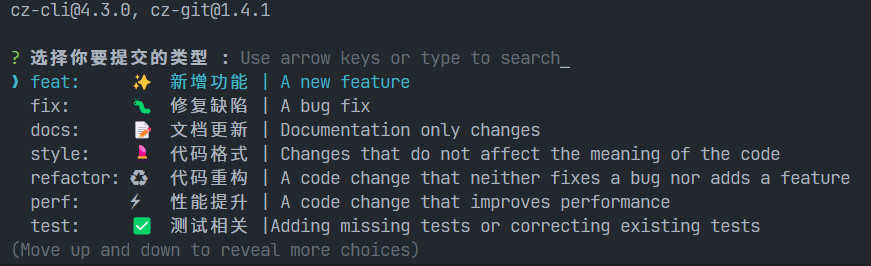 cz-cli@4.3.0, cz-git@1.4.1
? 选择你要提交的类型 : Use arrow keys or type to search_
❯ feat: ✨ 新增功能 | A new feature
fix: 🐛 修复缺陷 | A bug fix
docs: 📝 文档更新 | Documentation only changes
style: 💄 代码格式 | Changes that do not affect the meaning of the code
refactor: ♻️ 代码重构 | A code change that neither fixes a bug nor adds a feature
perf: ⚡ 性能提升 | A code change that improves performance
test: ✅ 测试相关 |Adding missing tests or correcting existing tests
(Move up and down to reveal more choices)